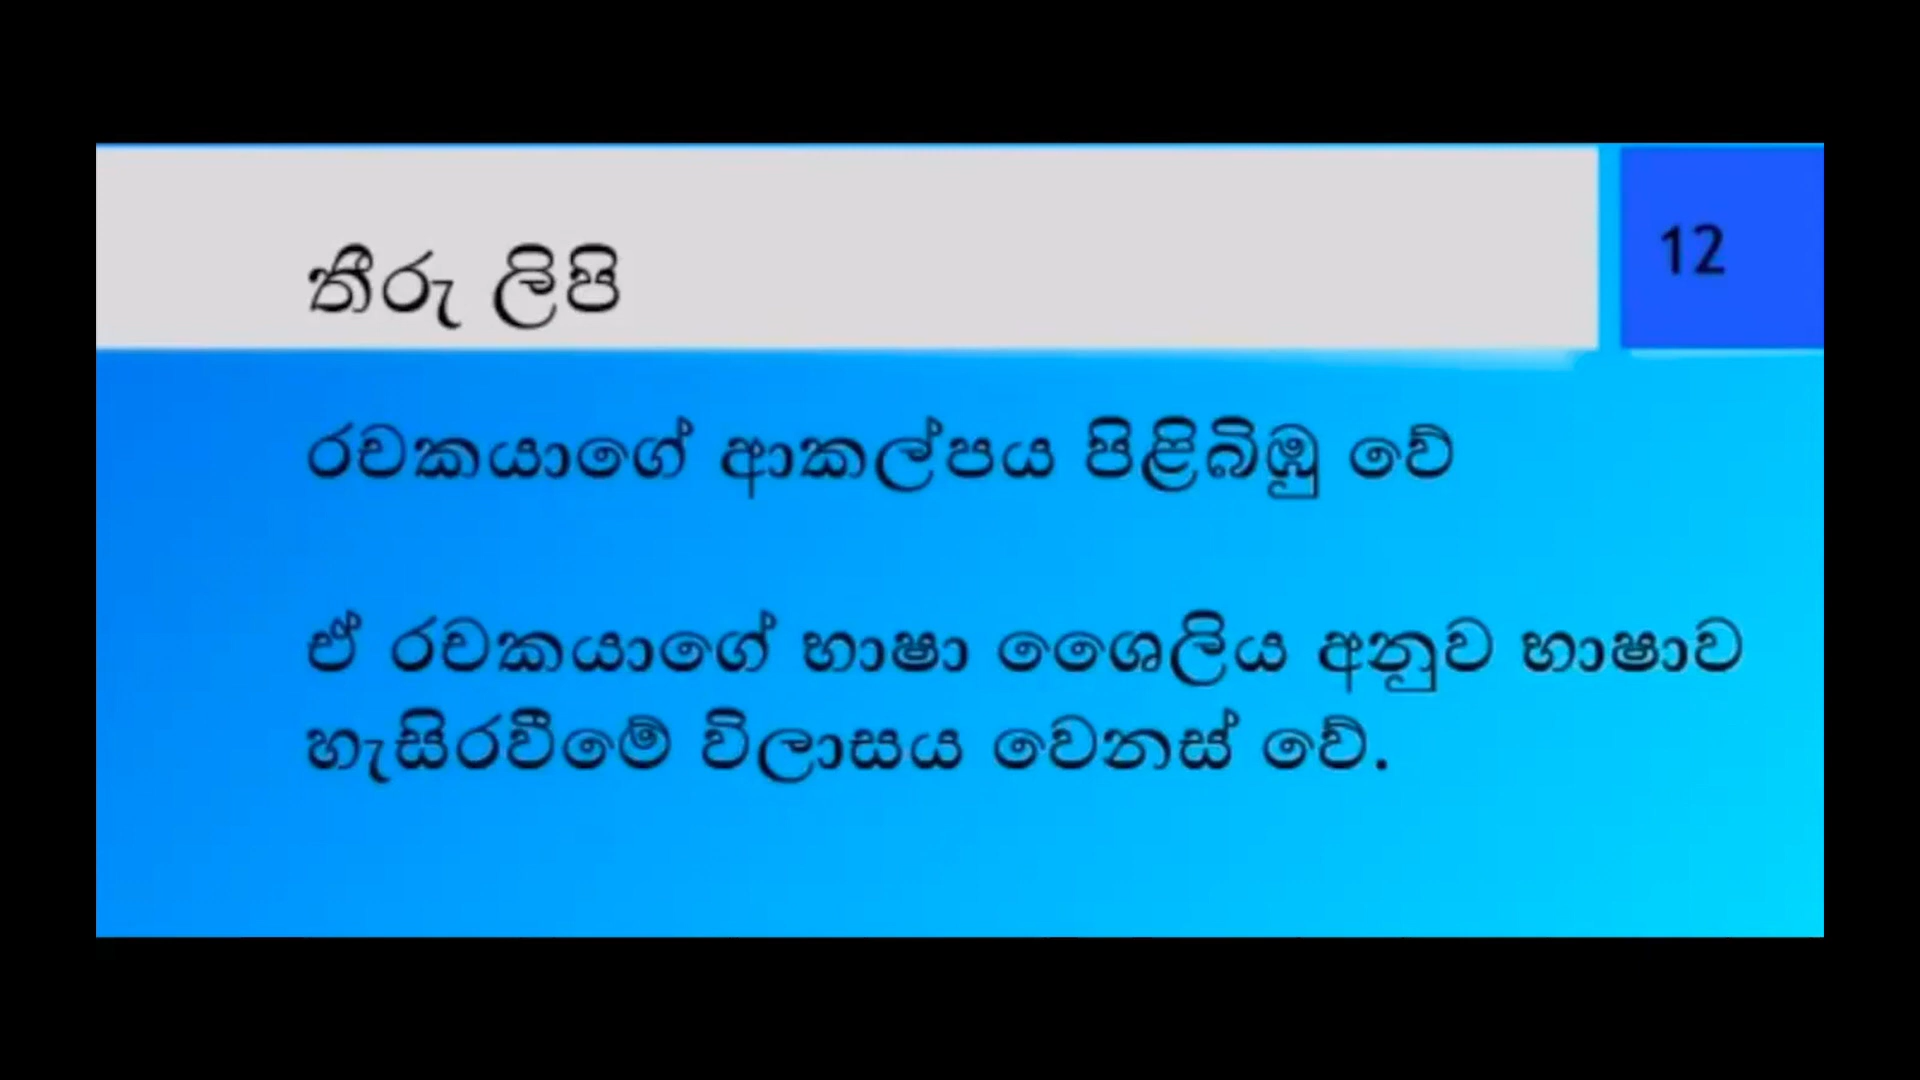 තීරු ලිපි
12
රචකයාගේ ආකල්පය පිළිබිඹු වේ
ඒ රචකයාගේ භාෂා ශෛලිය අනුව භාෂාව
හැසිරවීමේ විලාසය වෙනස් වේ.